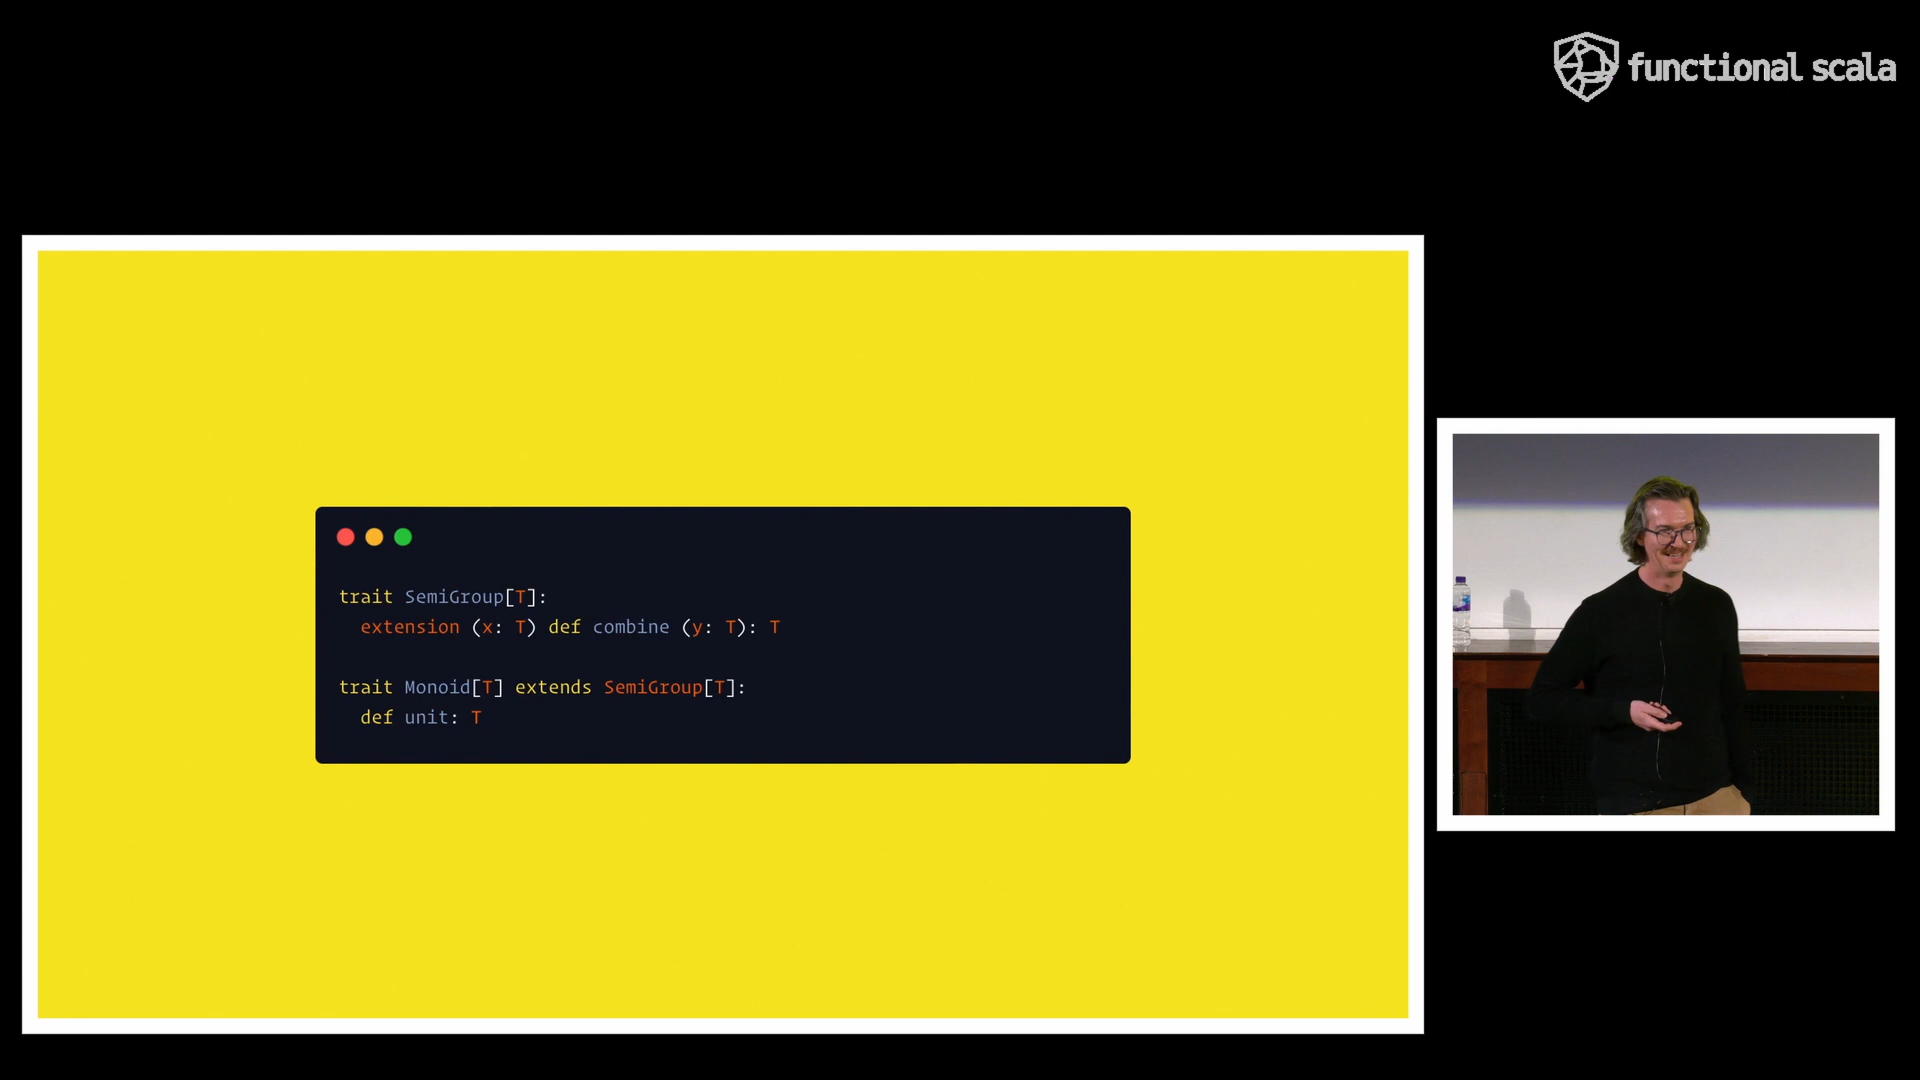 functional scala
trait SemiGroup[T]:
extension (x: T) def combine (y: T): T
trait Monoid[T] extends SemiGroup[T]:
def unit: T